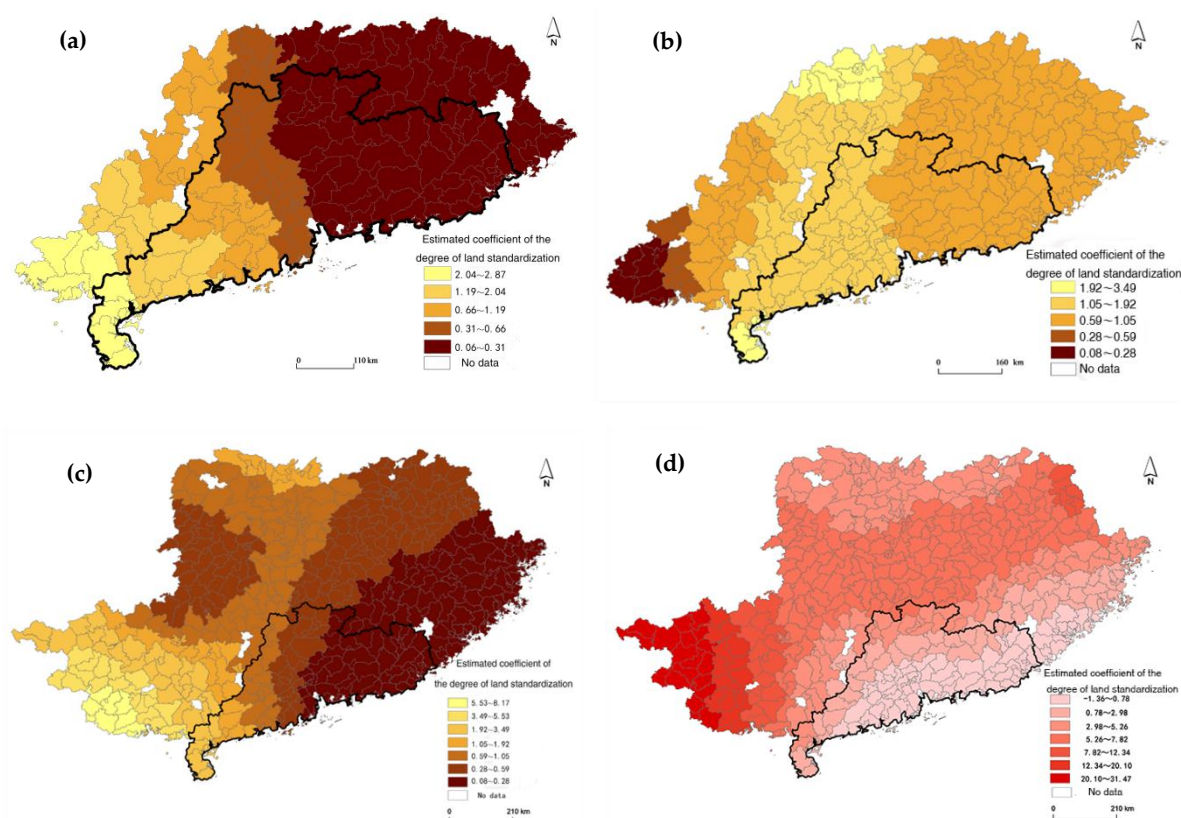 (a)
N
Estimated coefficient of the
degree of land standardization
2.04~2.87
1.19~2.04
0.66~1.19
0.31~0.66
0.06~0.31
No data
0
110 km
(b)
N
Estimated coefficient of the
degree of land standardization
1.92~3.49
1.05~1.92
0.59~1.05
0.28~0.59
0.08~0.28
No data
0
160 km
(c)
N
Estimated coefficient of
the degree of land standardization
5.53~8.17
3.49~5.53
1.92~3.49
1.05~1.92
0.59~1.05
0.28~0.59
0.08~0.28
No data
0
210 km
(d)
N
Estimated coefficient of the
degree of land standardization
-1.36~0.78
0.78~2.98
2.98~5.26
5.26~7.82
7.82~12.34
12.34~20.10
20.10~31.47
No data
0
210 km